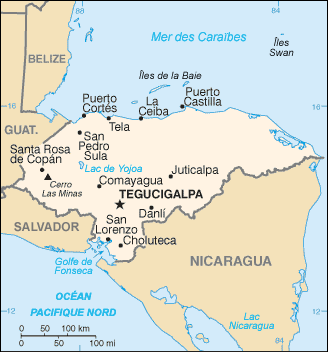 88
84
BELIZE
Mer des Caraïbes
Îles
Swan
Îles de la Baie
Puerto
Cortés
La
Ceiba
Puerto
Castilla
16
16
GUAT.
Tela
San
Pedro
Sula
Santa Rosa
de Copán
Lac de Yojoa
Juticalpa
Cerro
Las Minas
Comayagua
TEGUCIGALPA
Danlí
San
Lorenzo
SALVADOR
Choluteca
Golfe de
Fonseca
NICARAGUA
OCÉAN
PACIFIQUE NORD
12
12
Lac
Nicaragua
0 50 100 km
0 50 100 mi